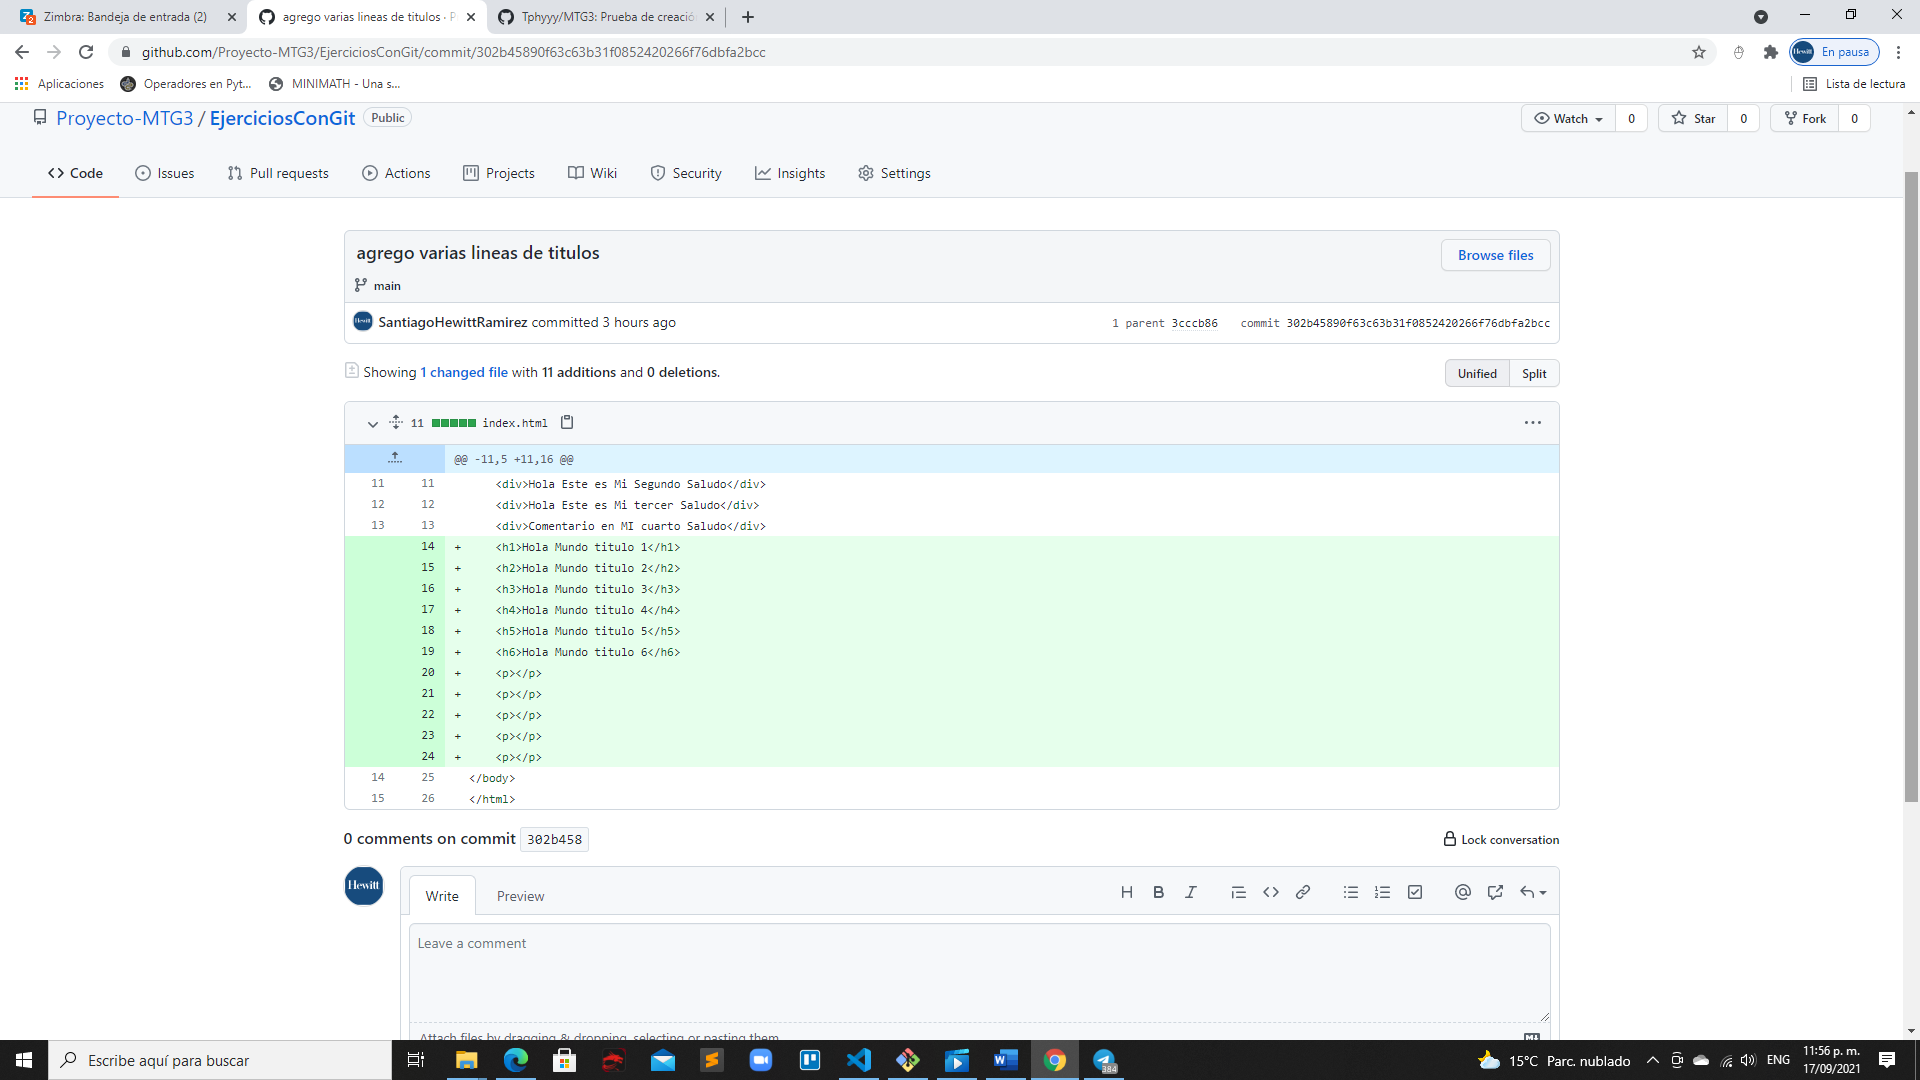 Zimbra: Bandeja de entrada (2)
agrego varias lineas de titulos · P
Tphyyy/MTG3: Prueba de creació
github.com/Proyecto-MTG3/EjerciciosConGit/commit/302b45890f63c63b31f0852420266f76dbfa2bcc
Hewitt En pausa
Aplicaciones
Operadores en Pyt...
MINIMATH - Una s...
Lista de lectura
Proyecto-MTG3 / EjerciciosConGit Public
Watch 0
Star 0
Fork 0
Code
Issues
Pull requests
Actions
Projects
Wiki
Security
Insights
Settings
agrego varias lineas de titulos
Browse files
main
Hewitt SantiagoHewittRamirez committed 3 hours ago
1 parent 3cccb86 commit 302b45890f63c63b31f0852420266f76dbfa2bcc
Showing 1 changed file with 11 additions and 0 deletions.
Unified Split
11 index.html
@@ -11,5 +11,16 @@
11 11 <div>Hola Este es Mi Segundo Saludo</div>
12 12 <div>Hola Este es Mi tercer Saludo</div>
13 13 <div>Comentario en MI cuarto Saludo</div>
14 + <h1>Hola Mundo titulo 1</h1>
15 + <h2>Hola Mundo titulo 2</h2>
16 + <h3>Hola Mundo titulo 3</h3>
17 + <h4>Hola Mundo titulo 4</h4>
18 + <h5>Hola Mundo titulo 5</h5>
19 + <h6>Hola Mundo titulo 6</h6>
20 + <p></p>
21 + <p></p>
22 + <p></p>
23 + <p></p>
24 + <p></p>
14 25 </body>
15 26 </html>
0 comments on commit 302b458
Lock conversation
Hewitt
Write
Preview
Leave a comment
Attach files by dragging & dropping, selecting or pasting them.
Escribe aquí para buscar
384
15°C Parc. nublado
ENG
11:56 p. m.
17/09/2021